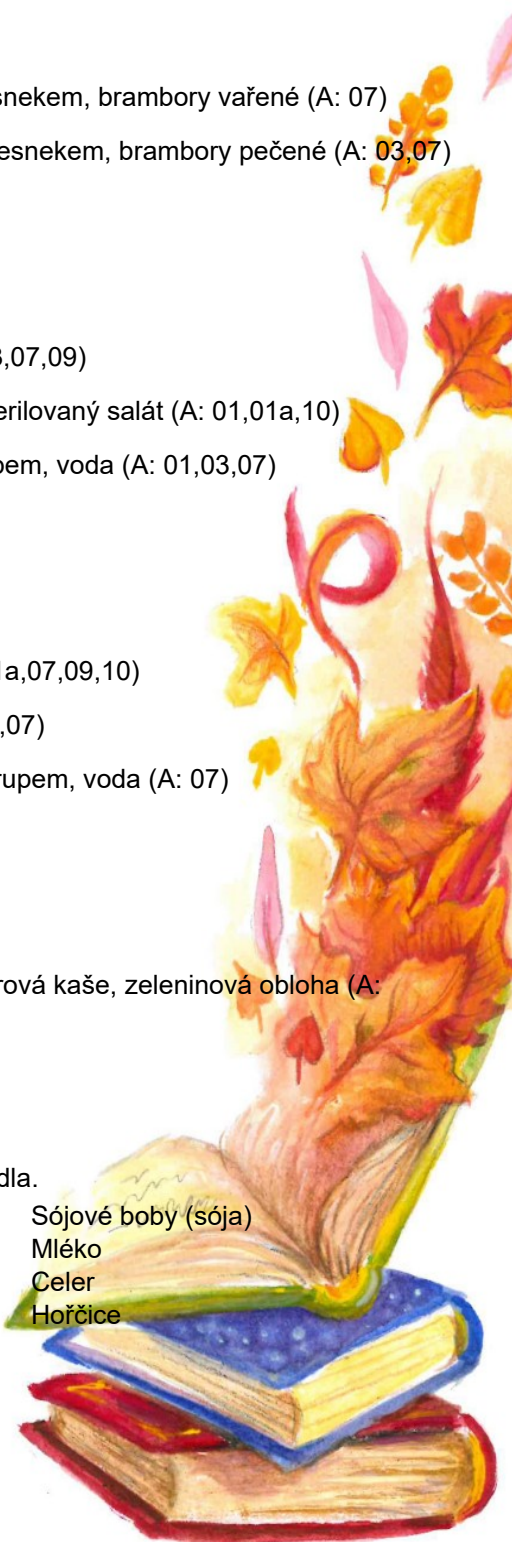 snekem, brambory vařené (A: 07)
esnekem, brambory pečené (A: 03,07)
,07,09)
erilovaný salát (A: 01,01a,10)
pem, voda (A: 01,03,07)
a,07,09,10)
,07)
rupem, voda (A: 07)
rová kaše, zeleninová obloha (A:
dla.
Sójové boby (sója)
Mléko
Celer
Hořčice